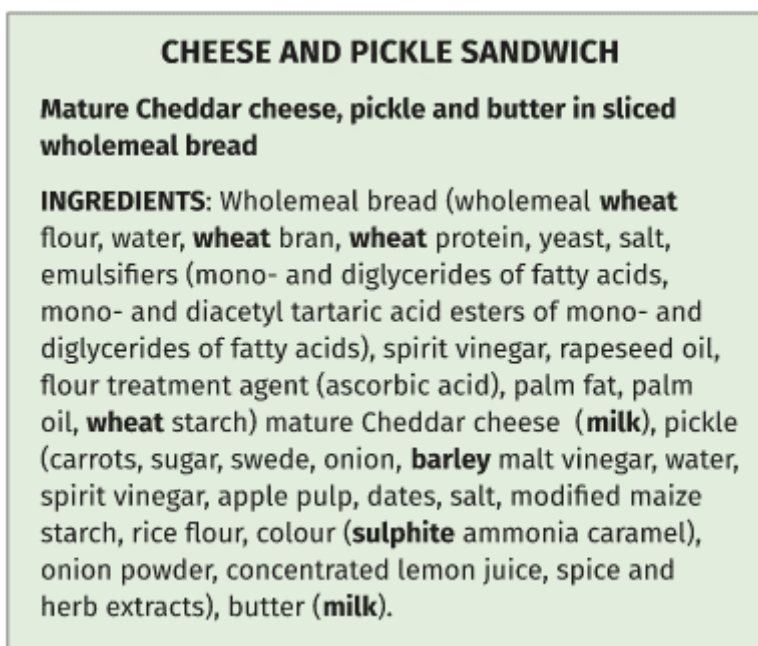 CHEESE AND PICKLE SANDWICH
Mature Cheddar cheese, pickle and butter in sliced
wholemeal bread
INGREDIENTS: Wholemeal bread (wholemeal wheat
flour, water, wheat bran, wheat protein, yeast, salt,
emulsifiers (mono- and diglycerides of fatty acids,
mono- and diacetyl tartaric acid esters of mono- and
diglycerides of fatty acids), spirit vinegar, rapeseed oil,
flour treatment agent (ascorbic acid), palm fat, palm
oil, wheat starch) mature Cheddar cheese (milk), pickle
(carrots, sugar, swede, onion, barley malt vinegar, water,
spirit vinegar, apple pulp, dates, salt, modified maize
starch, rice flour, colour (sulphite ammonia caramel),
onion powder, concentrated lemon juice, spice and
herb extracts), butter (milk).